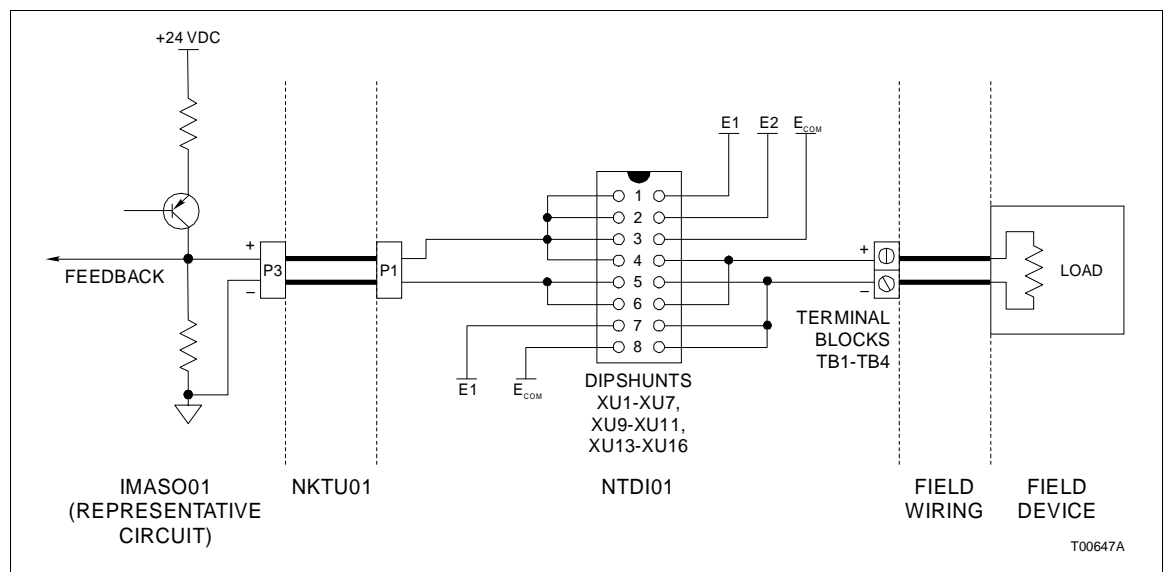 +24 VDC
E1 E2 ECOM
1
2
3
4
5
6
7
8
+
–
FEEDBACK
P3
P1
+
–
LOAD
TERMINAL
BLOCKS
TB1-TB4
E1
ECOM
DIPSHUNTS
XU1-XU7,
XU9-XU11,
XU13-XU16
IMASO01
(REPRESENTATIVE
CIRCUIT)
NKTU01
NTDI01
FIELD
WIRING
FIELD
DEVICE
T00647A